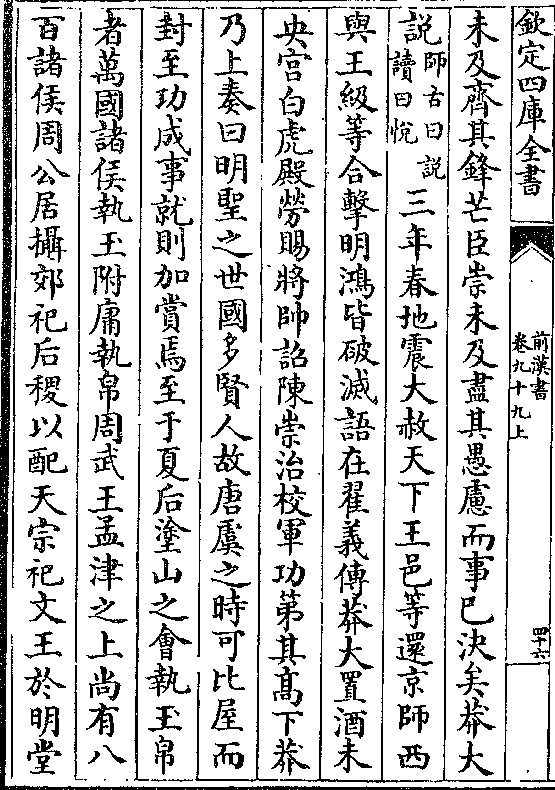 欽定四庫全書
前漢書
卷九十九上
四十六
未及齊其鋒芒臣崇未及盡其愚慮而事已決矣莽大
説師古曰説讀曰悅三年春地震大赦天下王邑等還京師西
與王級等合擊明鴻皆破滅語在翟義傳莽大置酒未
央宮白虎殿勞賜將帥詔陳崇治校軍功第其髙下莽
乃上奏曰明聖之世國多賢人故唐虞之時可比屋而
封至功成事就則加賞焉至于夏后塗山之會執玉帛
者萬國諸侯執玉附庸執帛周武王孟津之上尚有八
百諸侯周公居攝郊祀后稷以配天宗祀文王於明堂